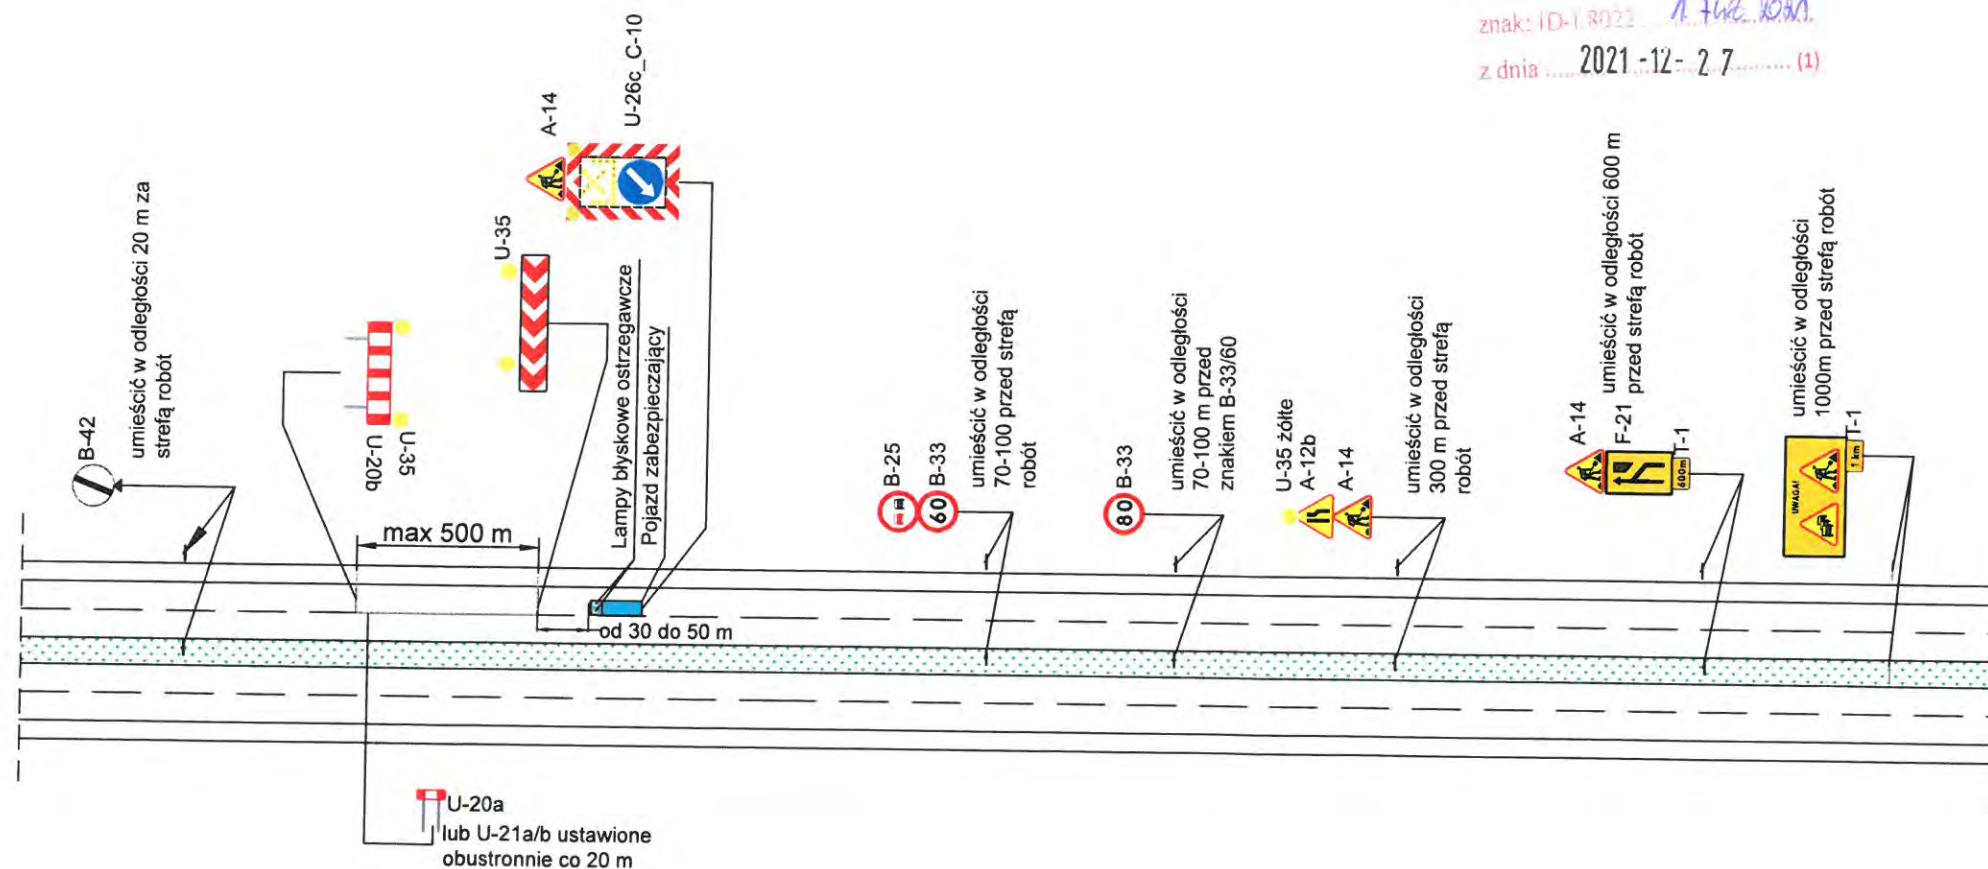 znak: ID-1.8022
z dnia 2021-12-27 (1)
B-42
umieścić w odległości 20 m za
strefą robót
U-20b
U-35
max 500 m
U-35
A-14
U-26c_C-10
Lampy błyskowe ostrzegawcze
Pojazd zabezpieczający
od 30 do 50 m
U-20a
lub U-21a/b ustawione
obustronnie co 20 m
B-25
B-33
60
umieścić w odległości
70-100 przed strefą
robót
B-33
80
umieścić w odległości
70-100 m przed
znakiem B-33/60
U-35 żółte
A-12b
A-14
umieścić w odległości
300 m przed strefą
robót
A-14
F-21
T-1
600m
umieścić w odległości 600 m
przed strefą robót
UWAGA!
1 km
T-1
umieścić w odległości
1000m przed strefą robót